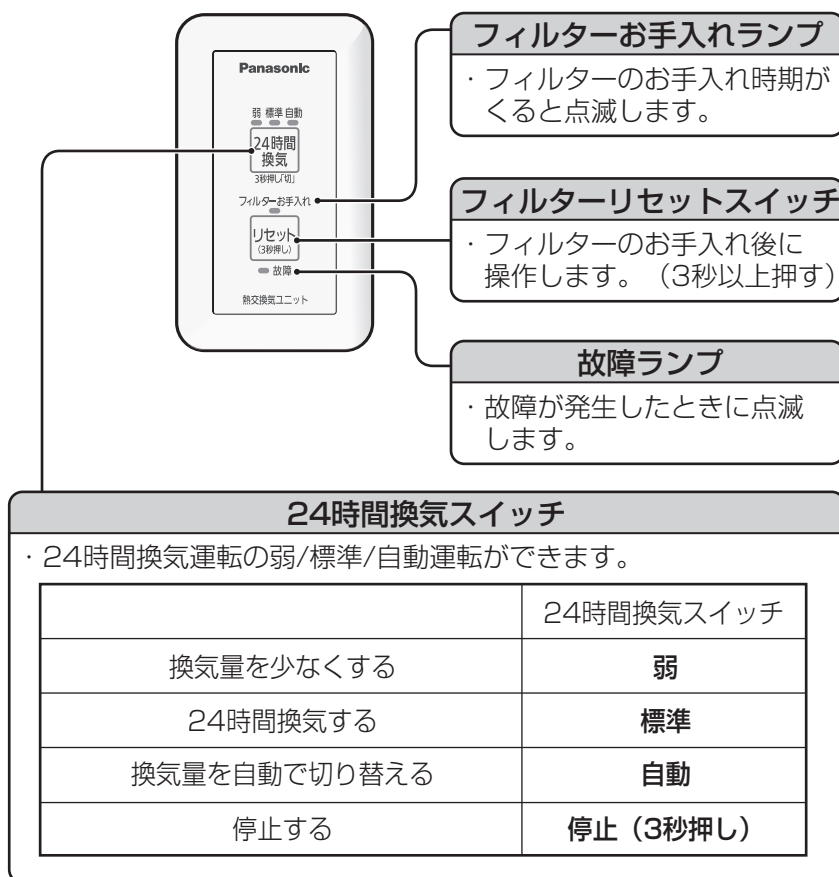 Panasonic
弱 標準 自動
24時間
換気
3秒押し「切」
フィルターお手入れ
リセット
(3秒押し)
故障
熱交換気ユニット
フィルターお手入れランプ
・フィルターのお手入れ時期が
くると点滅します。
フィルターリセットスイッチ
・フィルターのお手入れ後に
操作します。（3秒以上押す）
故障ランプ
・故障が発生したときに点滅
します。
24時間換気スイッチ
・24時間換気運転の弱/標準/自動運転ができます。
24時間換気スイッチ
換気量を少なくする 弱
24時間換気する 標準
換気量を自動で切り替える 自動
停止する 停止（3秒押し）